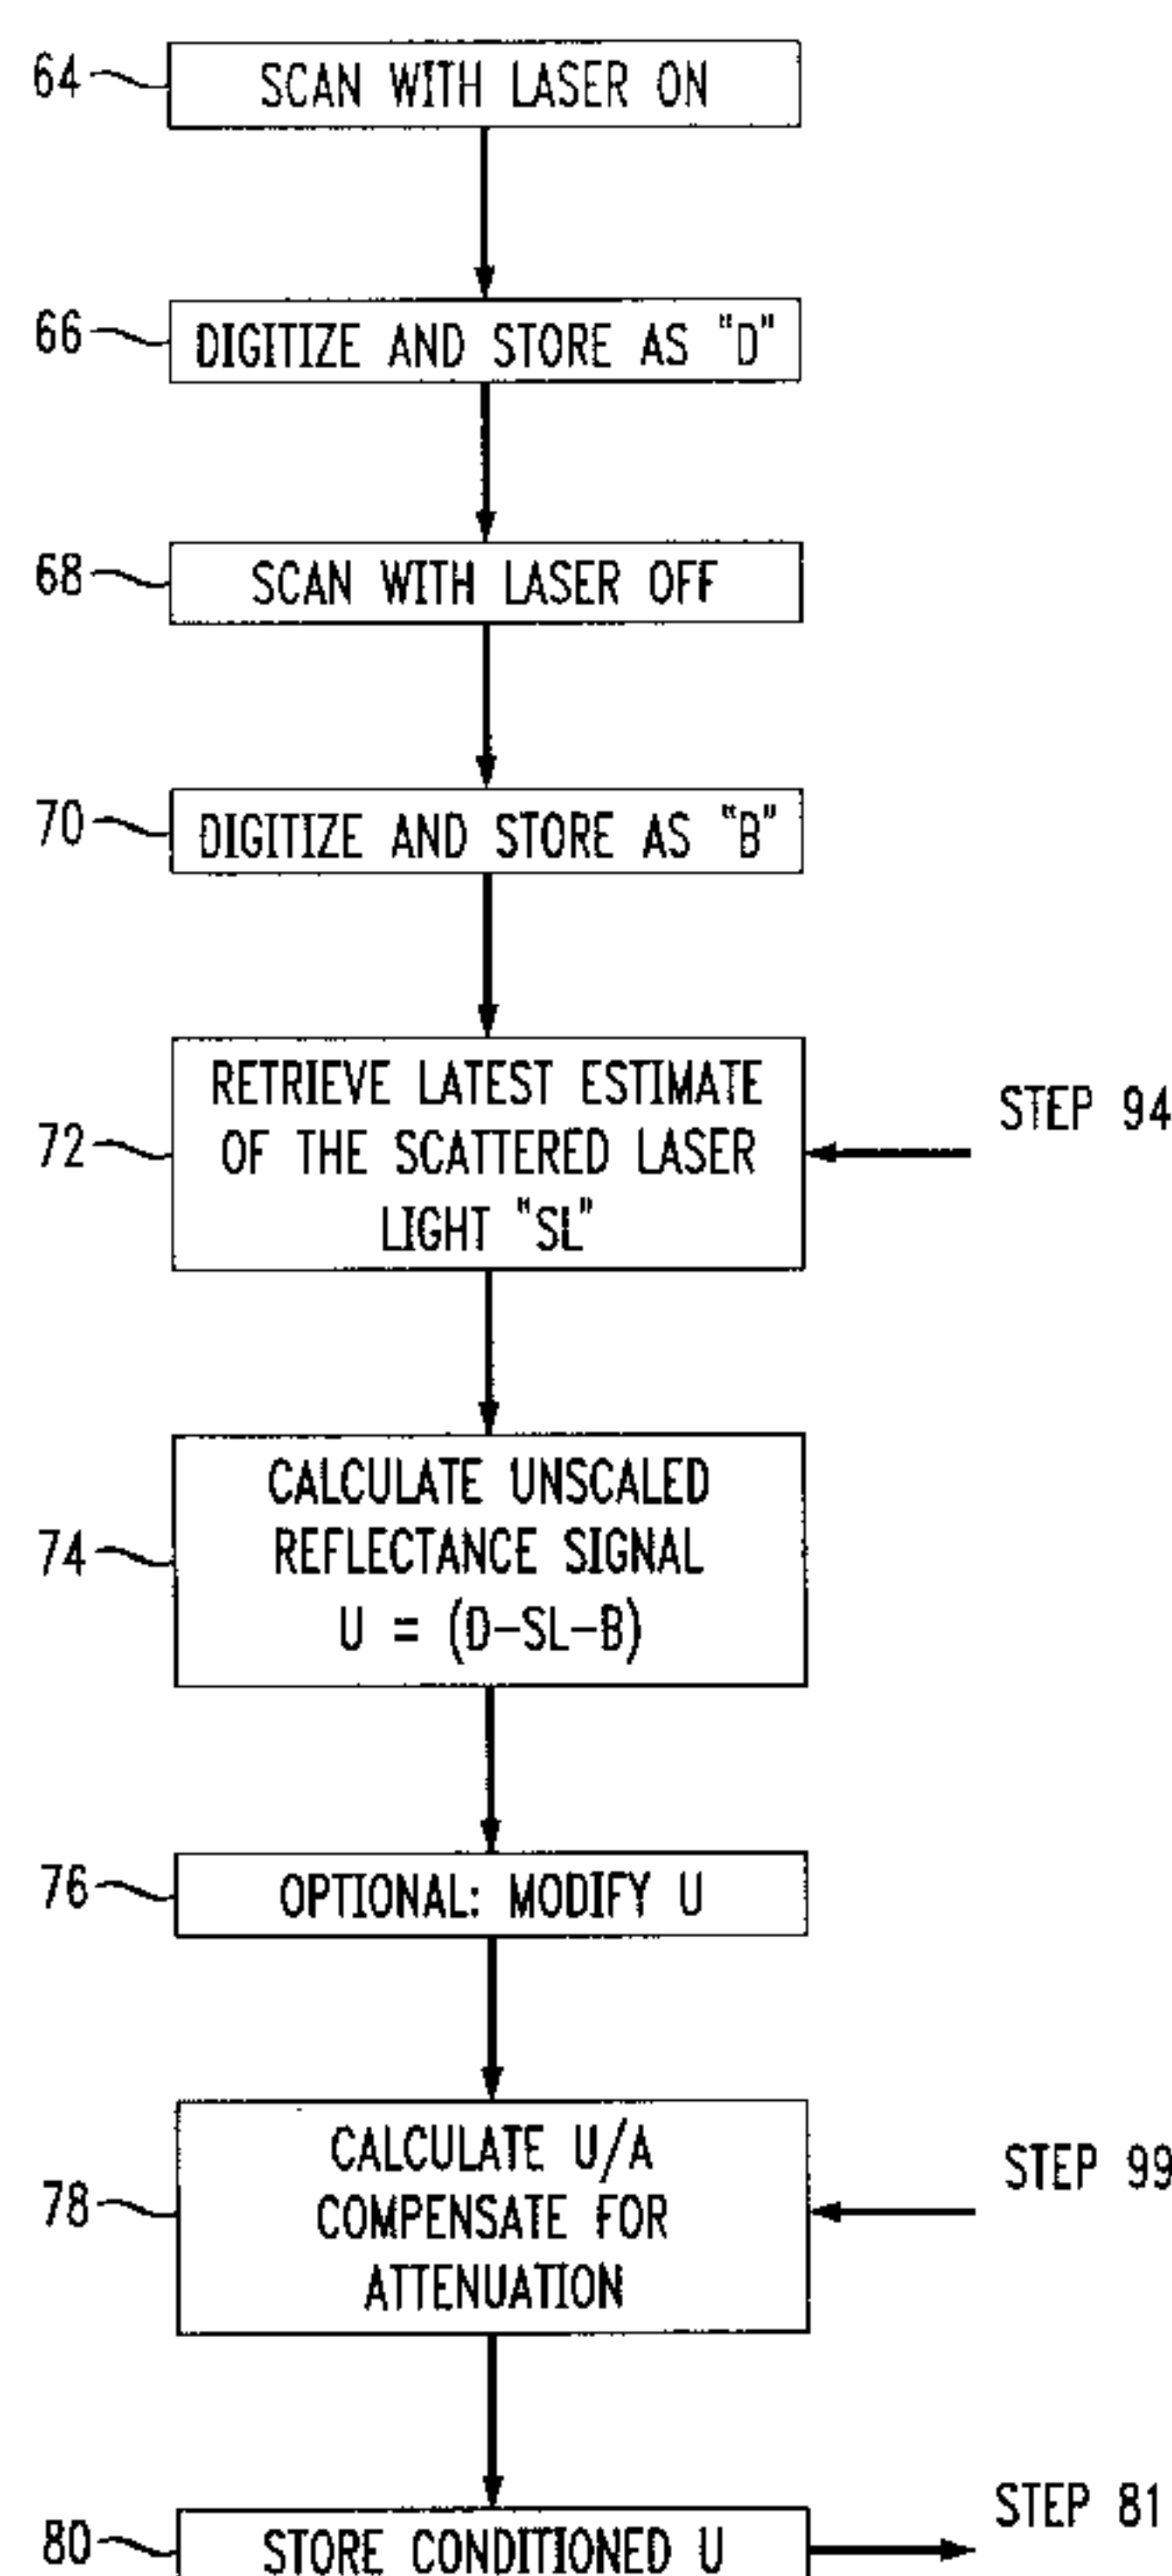 64
SCAN WITH LASER ON
66
DIGITIZE AND STORE AS "D"
68
SCAN WITH LASER OFF
70
DIGITIZE AND STORE AS "B"
72
RETRIEVE LATEST ESTIMATE
OF THE SCATTERED LASER
LIGHT "SL"
STEP 94
74
CALCULATE UNSCALED
REFLECTANCE SIGNAL
U = (D-SL-B)
76
OPTIONAL: MODIFY U
78
CALCULATE U/A
COMPENSATE FOR
ATTENUATION
STEP 99
80
STORE CONDITIONED U
STEP 81